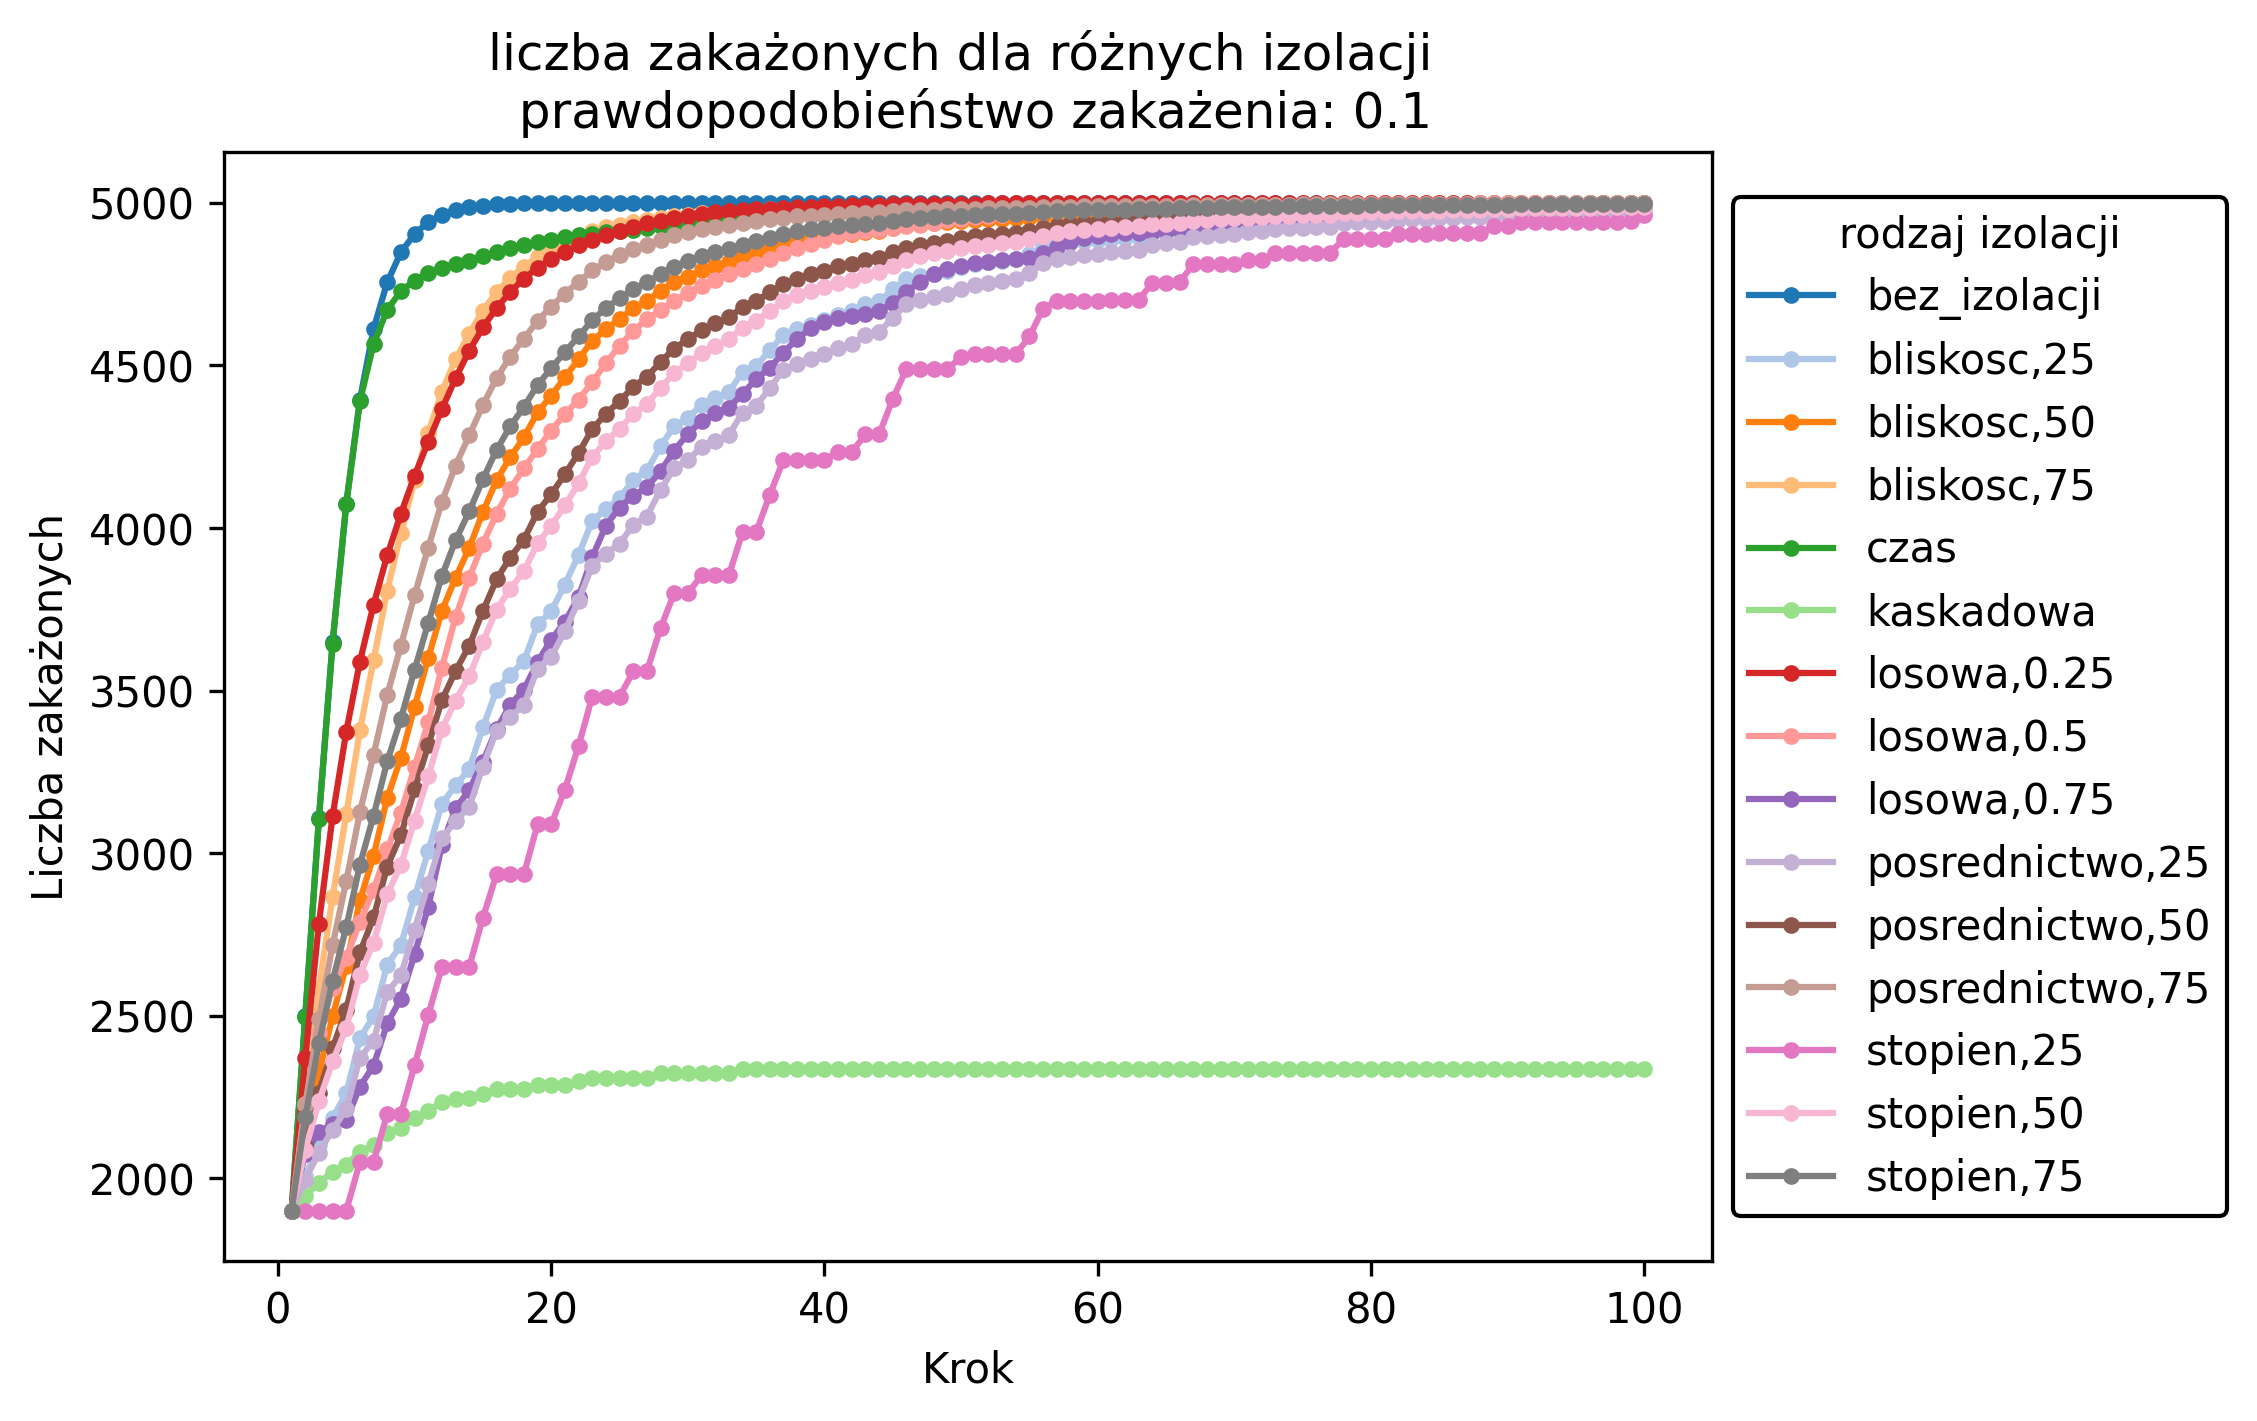 liczba zakażonych dla różnych izolacji
prawdopodobieństwo zakażenia: 0.1
Liczba zakażonych
5000
4500
4000
3500
3000
2500
2000
0
20
40
60
80
100
Krok
rodzaj izolacji
bez_izolacji
bliskosc,25
bliskosc,50
bliskosc,75
czas
kaskadowa
losowa,0.25
losowa,0.5
losowa,0.75
posrednictwo,25
posrednictwo,50
posrednictwo,75
stopien,25
stopien,50
stopien,75